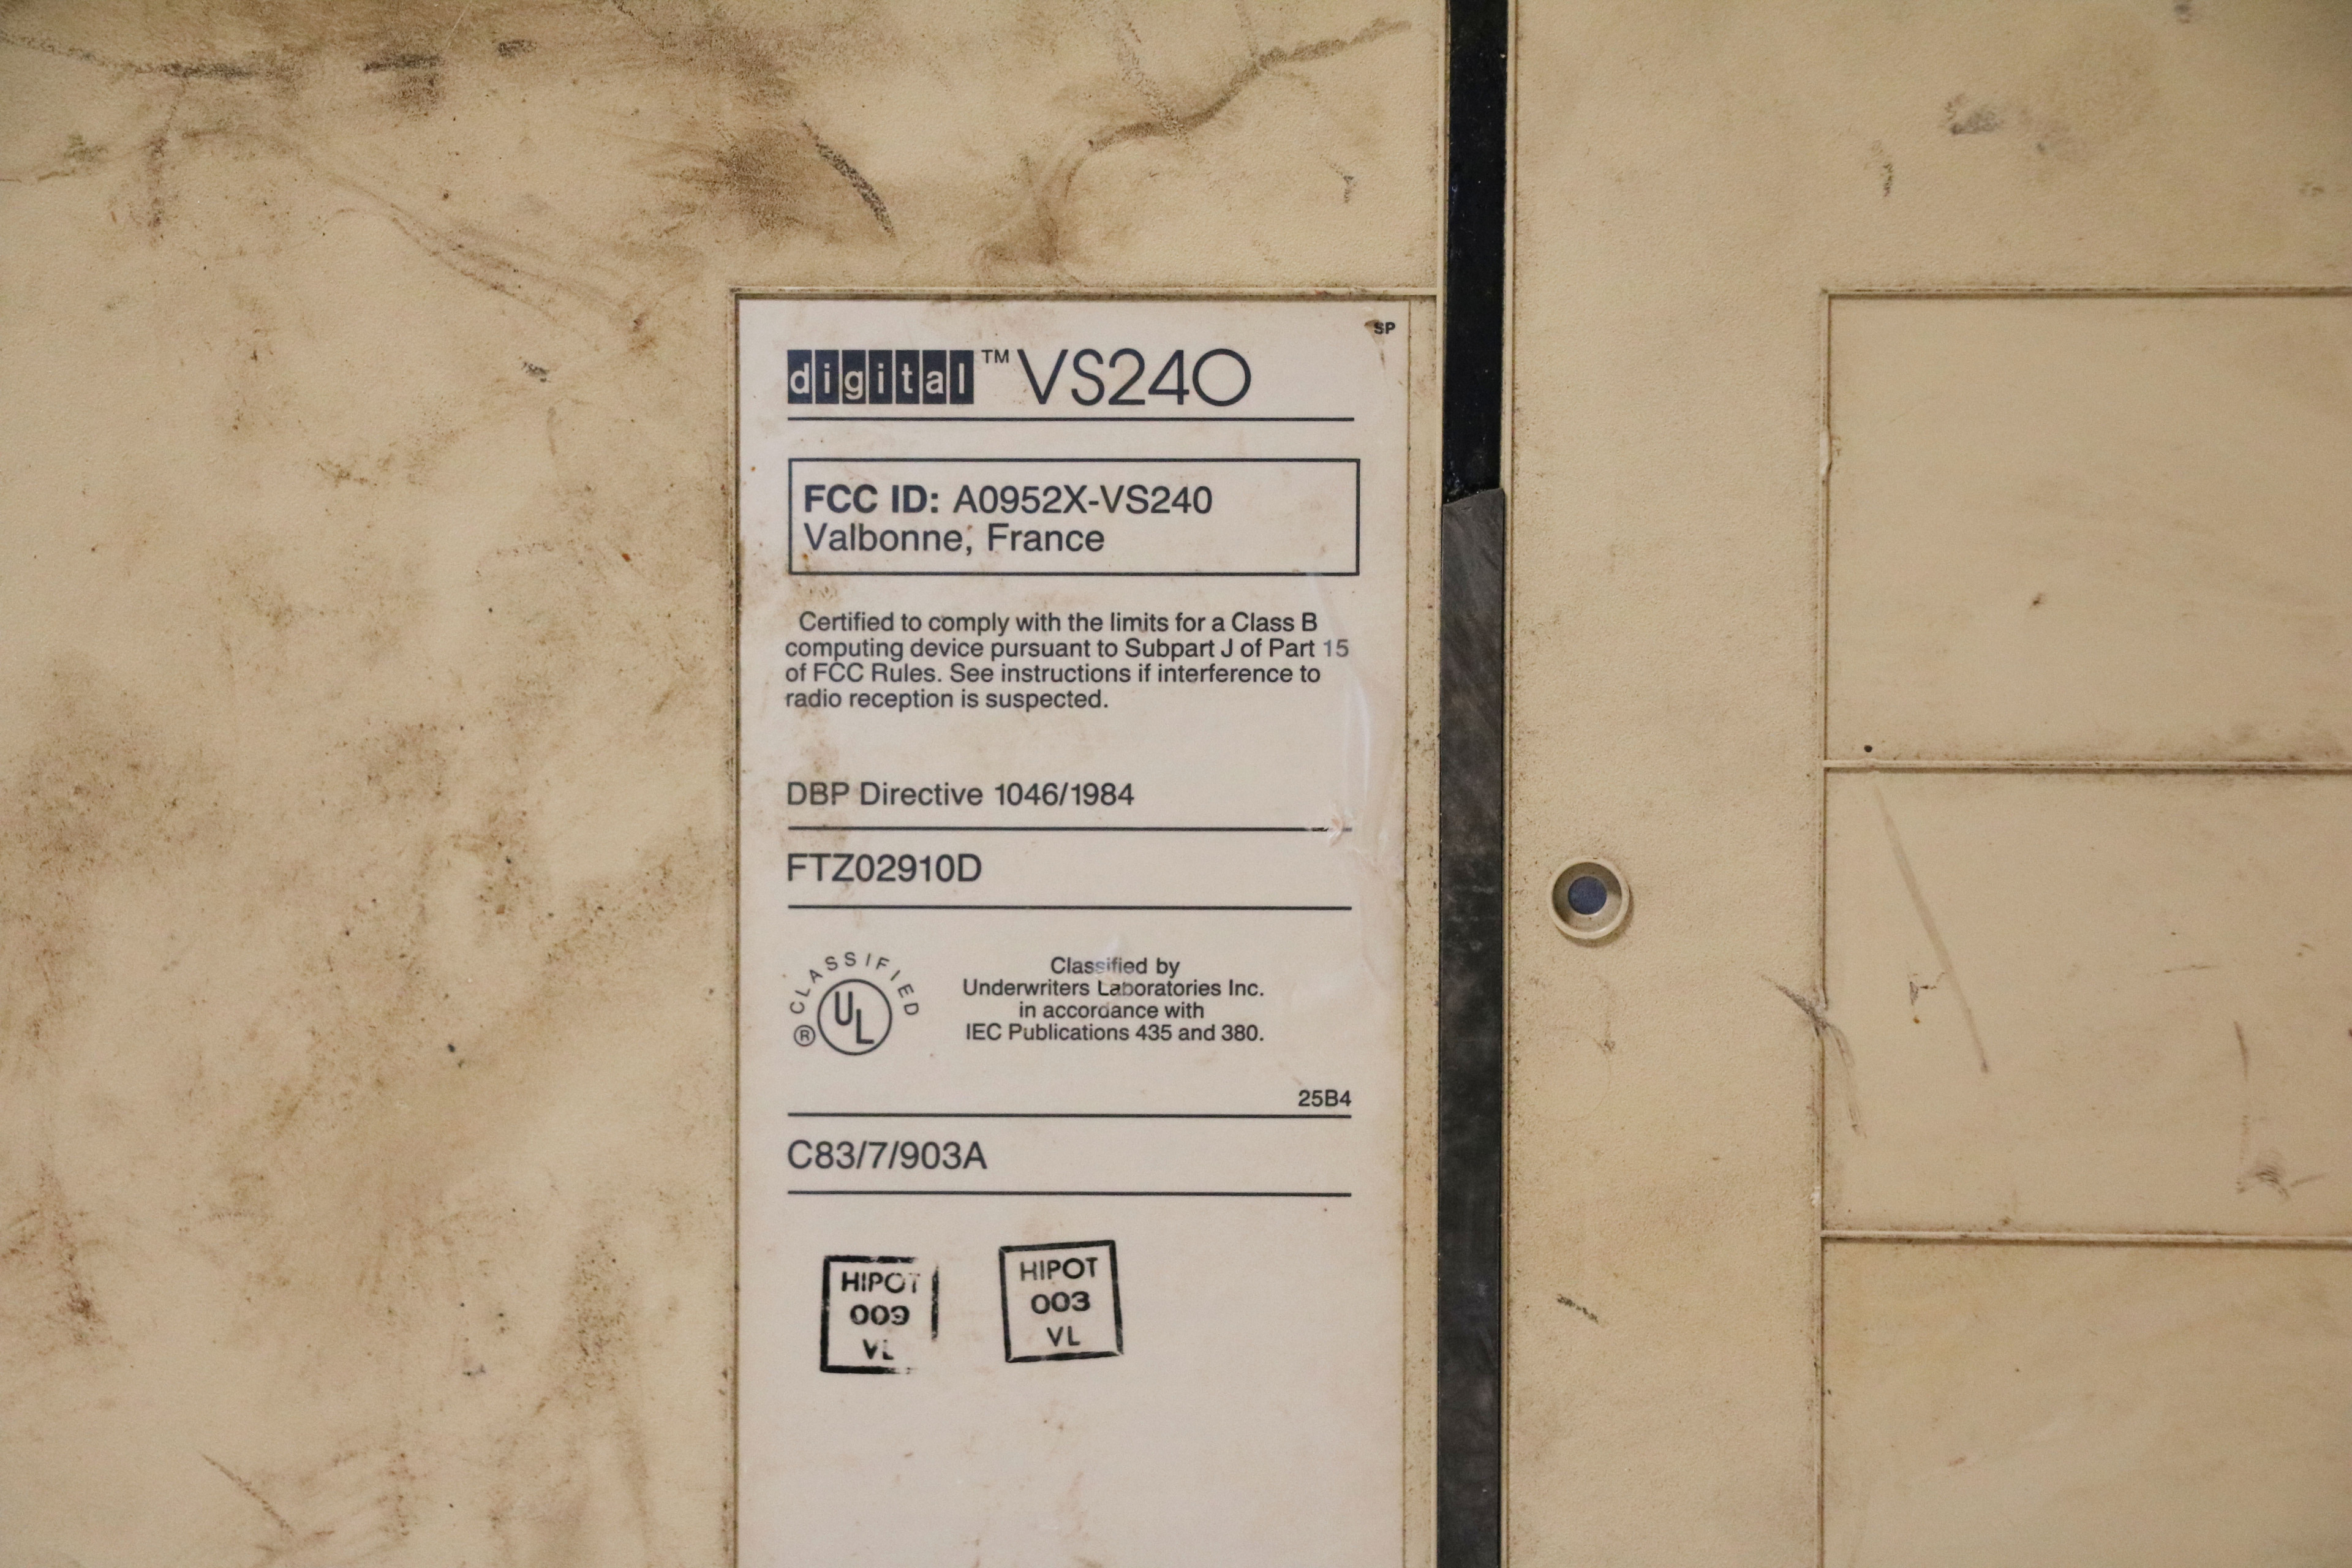 SP
digital™ VS240
FCC ID: A0952X-VS240
Valbonne, France
Certified to comply with the limits for a Class B
computing device pursuant to Subpart J of Part 15
of FCC Rules. See instructions if interference to
radio reception is suspected.
DBP Directive 1046/1984
FTZ02910D
CLASSIFIED
UL
®
Classified by
Underwriters Laboratories Inc.
in accordance with
IEC Publications 435 and 380.
25B4
C83/7/903A
HIPOT
009
VL
HIPOT
003
VL